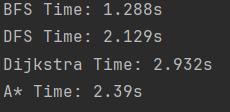 BFS Time: 1.288s
DFS Time: 2.129s
Dijkstra Time: 2.932s
A* Time: 2.39s